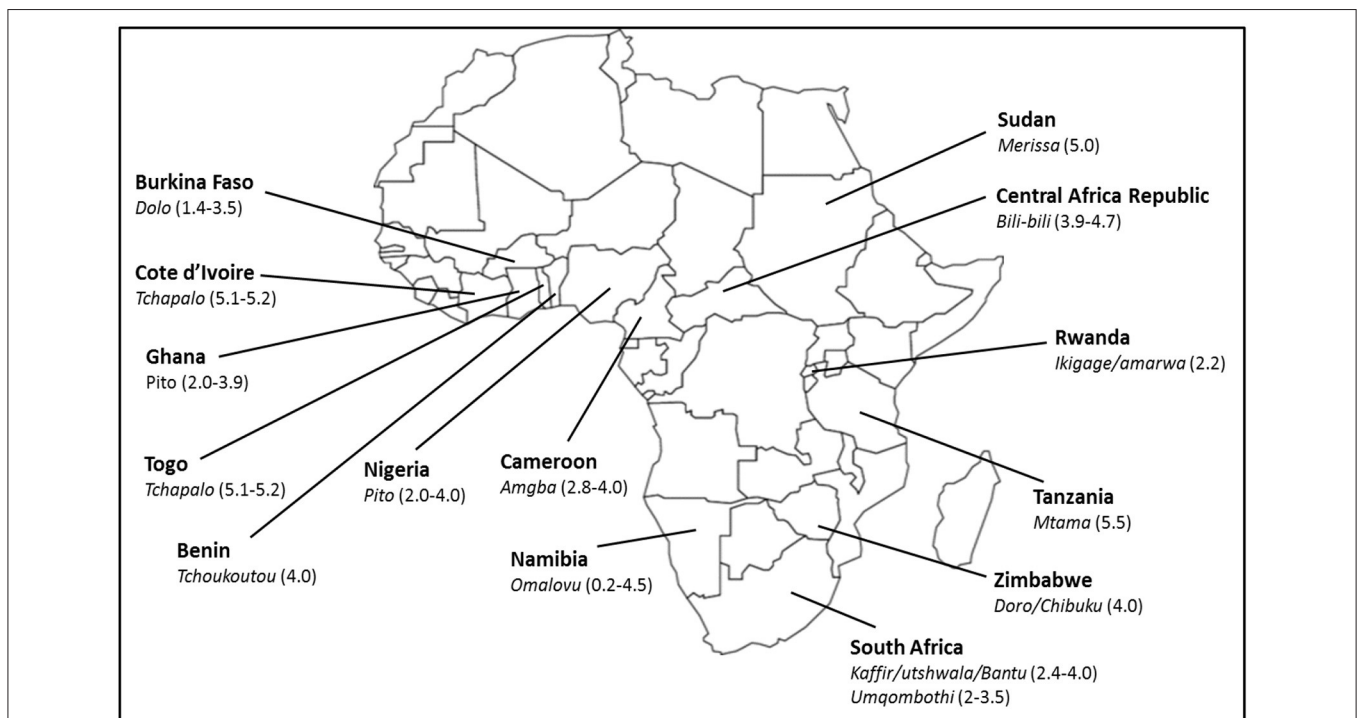 Burkina Faso
Dolo (1.4-3.5)
Cote d'Ivoire
Tchapalo (5.1-5.2)
Ghana
Pito (2.0-3.9)
Togo
Tchapalo (5.1-5.2)
Benin
Tchoukoutou (4.0)
Nigeria
Pito (2.0-4.0)
Cameroon
Amgba (2.8-4.0)
Namibia
Omalovu (0.2-4.5)
Sudan
Merissa (5.0)
Central Africa Republic
Bili-bili (3.9-4.7)
Rwanda
Ikigage/amarwa (2.2)
Tanzania
Mtama (5.5)
Zimbabwe
Doro/Chibuku (4.0)
South Africa
Kaffir/utshwala/Bantu (2.4-4.0)
Umqombothi (2-3.5)